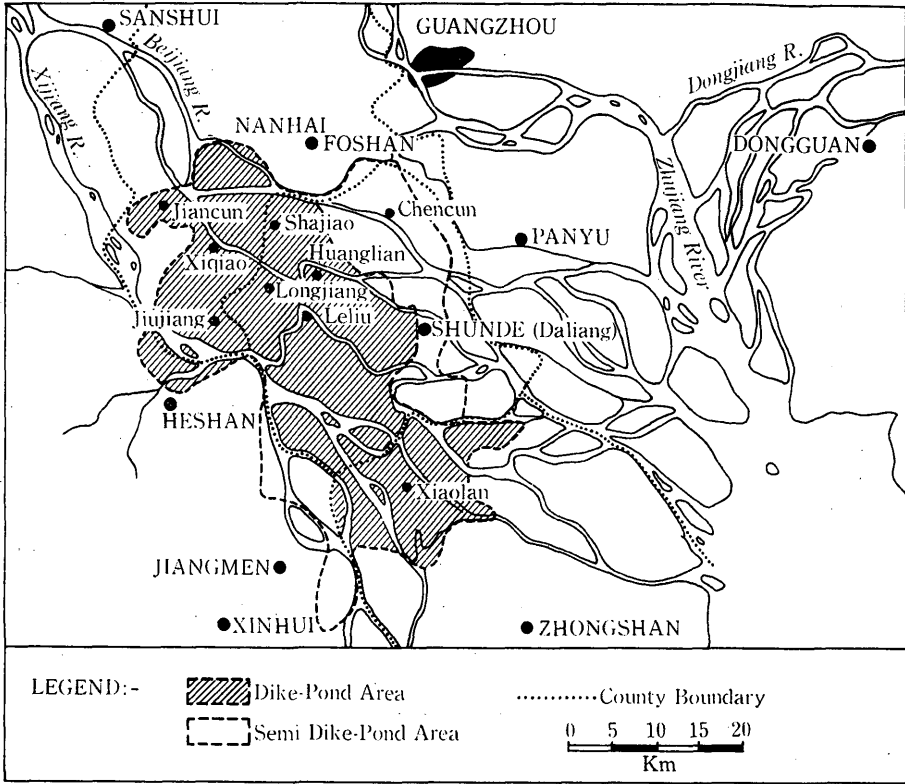 SANSHUI
GUANGZHOU
Beijiang R.
Xijiang R.
Dongjiang R.
NANHAI
FOSHAN
DONGGUAN
Zhujiang River
Jiancun
Shajiao
Chencun
PANYU
Xiqiao
Huanglian
Longjiang
Jiujiang
Leliu
SHUNDE (Daliang)
HESHAN
Xiaolan
JIANGMEN
XINHUI
ZHONGSHAN
LEGEND:-
Dike-Pond Area
County Boundary
Semi Dike-Pond Area
0 5 10 15 20
Km